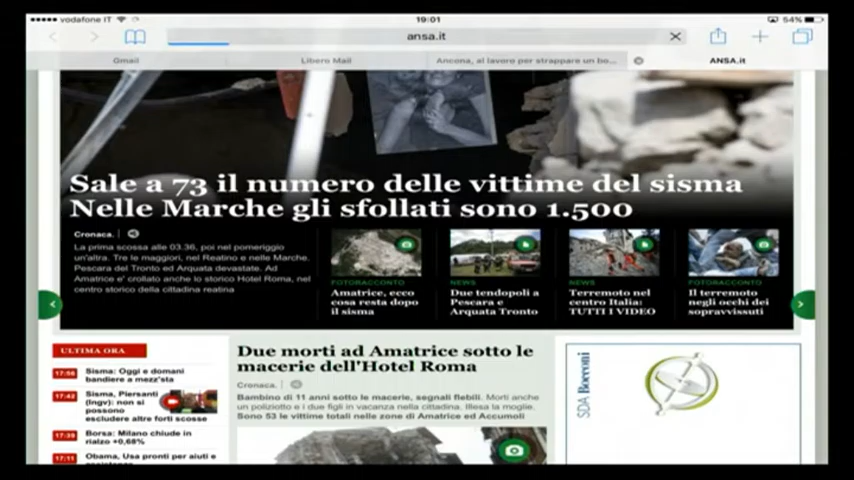 vodafone IT
19:01
54%
ansa.it
Gmail
Libero Mail
Ancona, al lavoro per strappare un bo...
ANSA.it
Sale a 73 il numero delle vittime del sisma
Nelle Marche gli sfollati sono 1.500
Cronaca.
La prima scossa alle 03.36, poi nel pomeriggio
un'altra. Tre le maggiori, nel Reatino e nelle Marche.
Pescara del Tronto ed Arquata devastate. Ad
Amatrice e' crollato anche lo storico Hotel Roma, nel
centro storico della cittadina reatina
FOTORACCONTO
Amatrice, ecco
cosa resta dopo
il sisma
NEWS
Due tendopoli a
Pescara e
Arquata Tronto
NEWS
Terremoto nel
centro Italia:
TUTTI I VIDEO
FOTORACCONTO
Il terremoto
negli occhi dei
sopravvissuti
ULTIMA ORA
17:56 Sisma: Oggi e domani
bandiere a mezz'sta
17:42 Sisma, Piersanti
(Ingv): non si
possono
escludere altre forti scosse
17:39 Borsa: Milano chiude in
rialzo +0,68%
17:11 Obama, Usa pronti per aiuti e
assistenza
Due morti ad Amatrice sotto le
macerie dell'Hotel Roma
Cronaca.
Bambino di 11 anni sotto le macerie, segnali flebili. Morti anche
un poliziotto e i due figli in vacanza nella cittadina. Illesa la moglie.
Sono 53 le vittime totali nelle zone di Amatrice ed Accumoli
SDA Bocconi